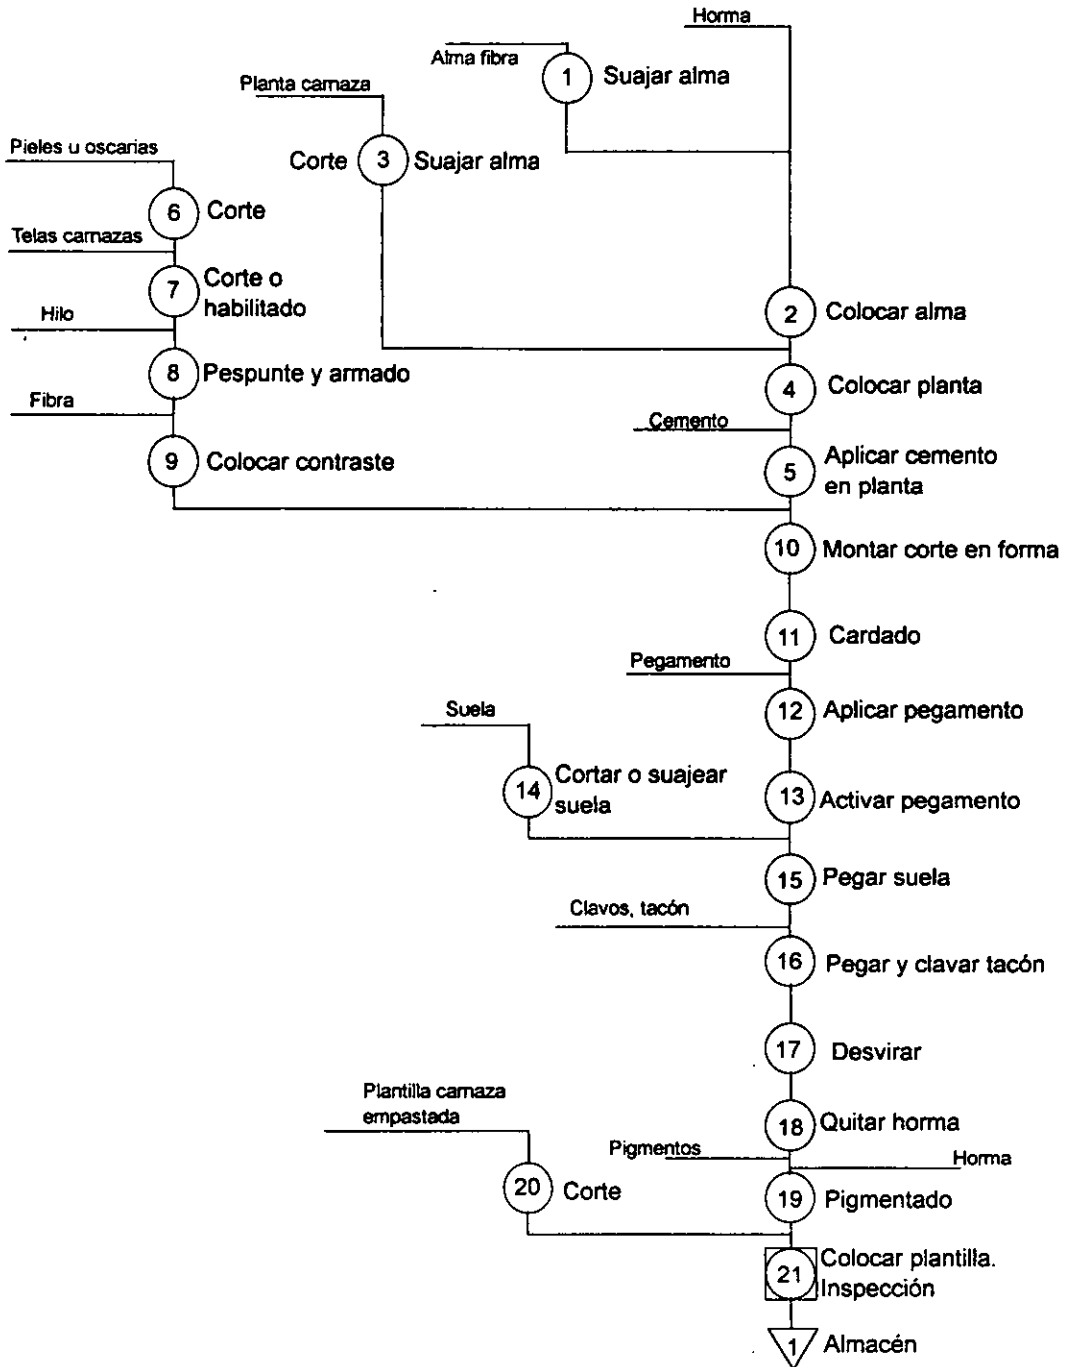 Horma
Alma fibra
1
Suajar alma
Planta carnaza
Corte
3
Suajar alma
Pieles u oscarias
6
Corte
Telas carnazas
7
Corte o
habilitado
Hilo
8
Pespunte y armado
Fibra
9
Colocar contraste
2
Colocar alma
4
Colocar planta
Cemento
5
Aplicar cemento
en planta
10
Montar corte en forma
11
Cardado
Pegamento
12
Aplicar pegamento
Suela
14
Cortar o suajear
suela
13
Activar pegamento
15
Pegar suela
Clavos, tacón
16
Pegar y clavar tacón
17
Desvirar
Plantilla carnaza
empastada
18
Quitar horma
Pigmentos
Horma
20
Corte
19
Pigmentado
21
Colocar plantilla.
Inspección
1
Almacén